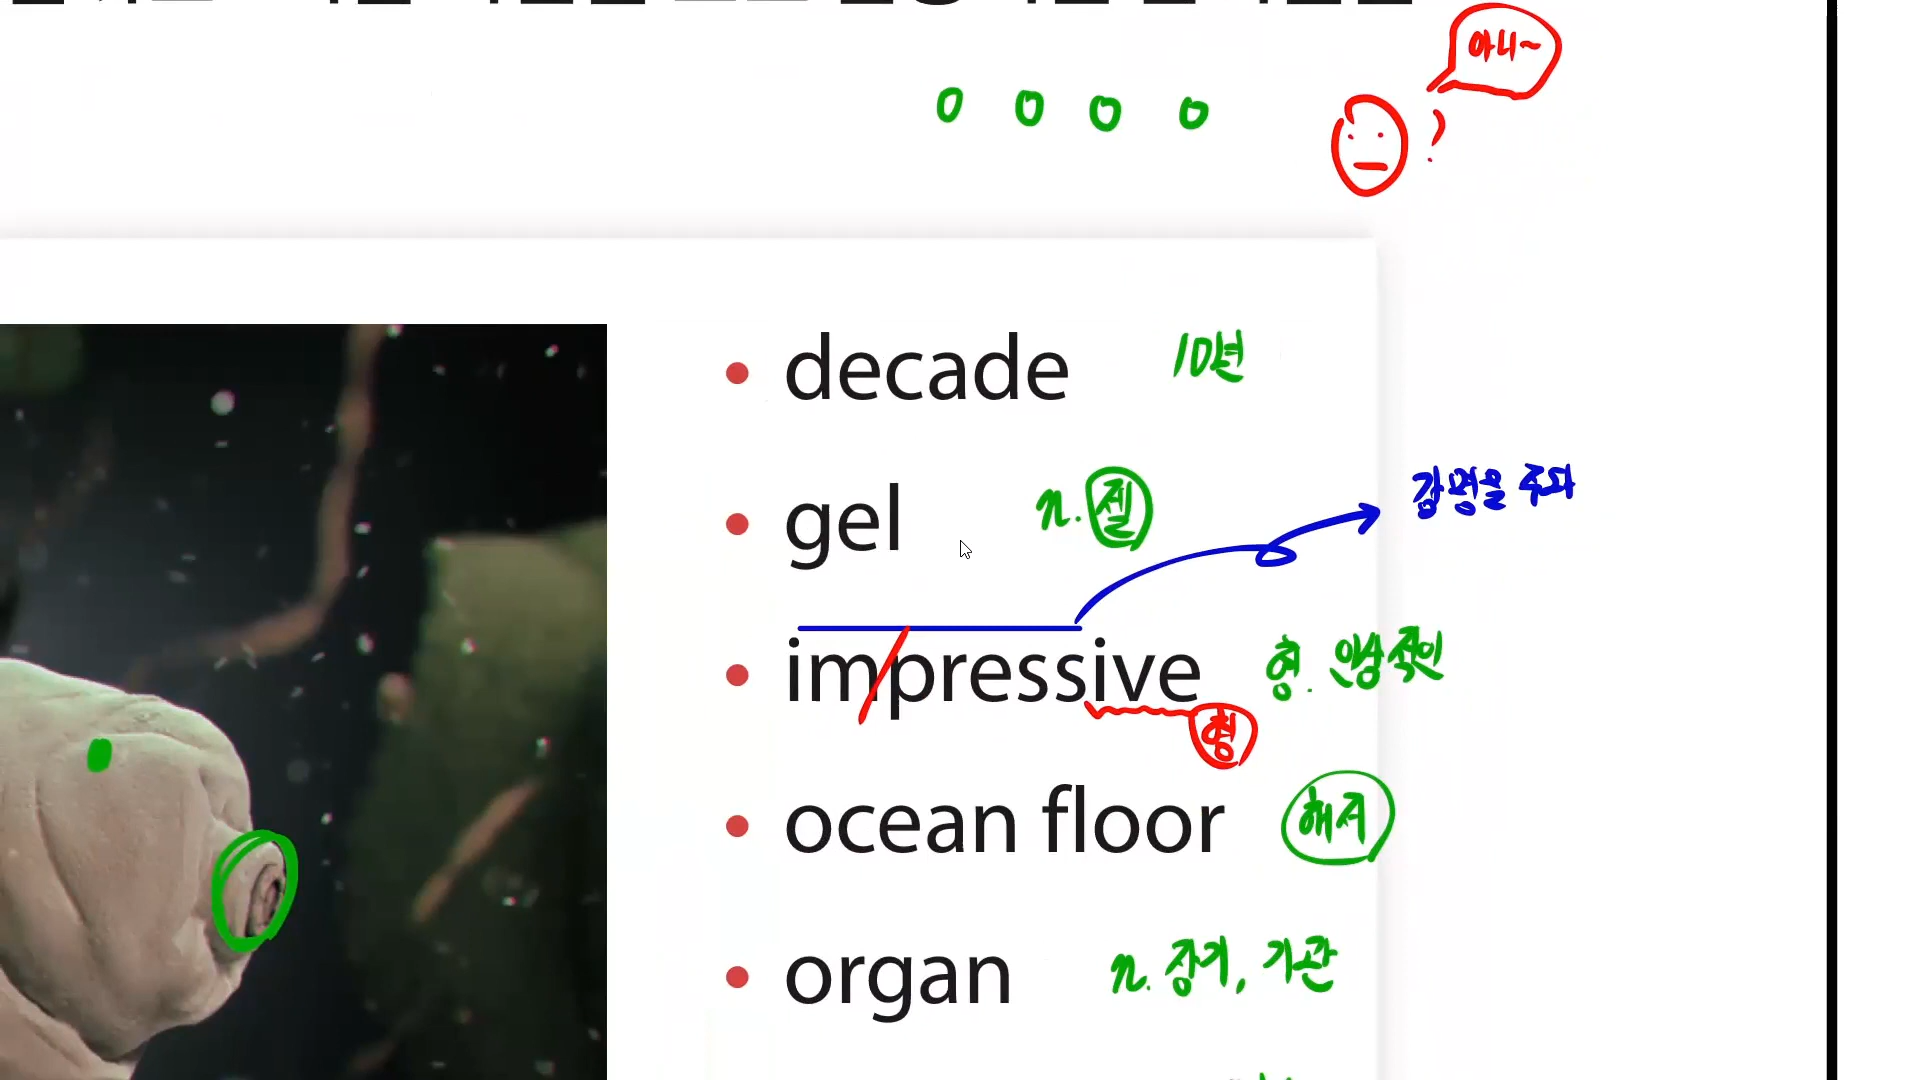 아니~
?
• decade 10년
• gel n. 젤
감명을 주다
• impressive 형. 인상적인
형
• ocean floor 해저
• organ n. 장기, 기관